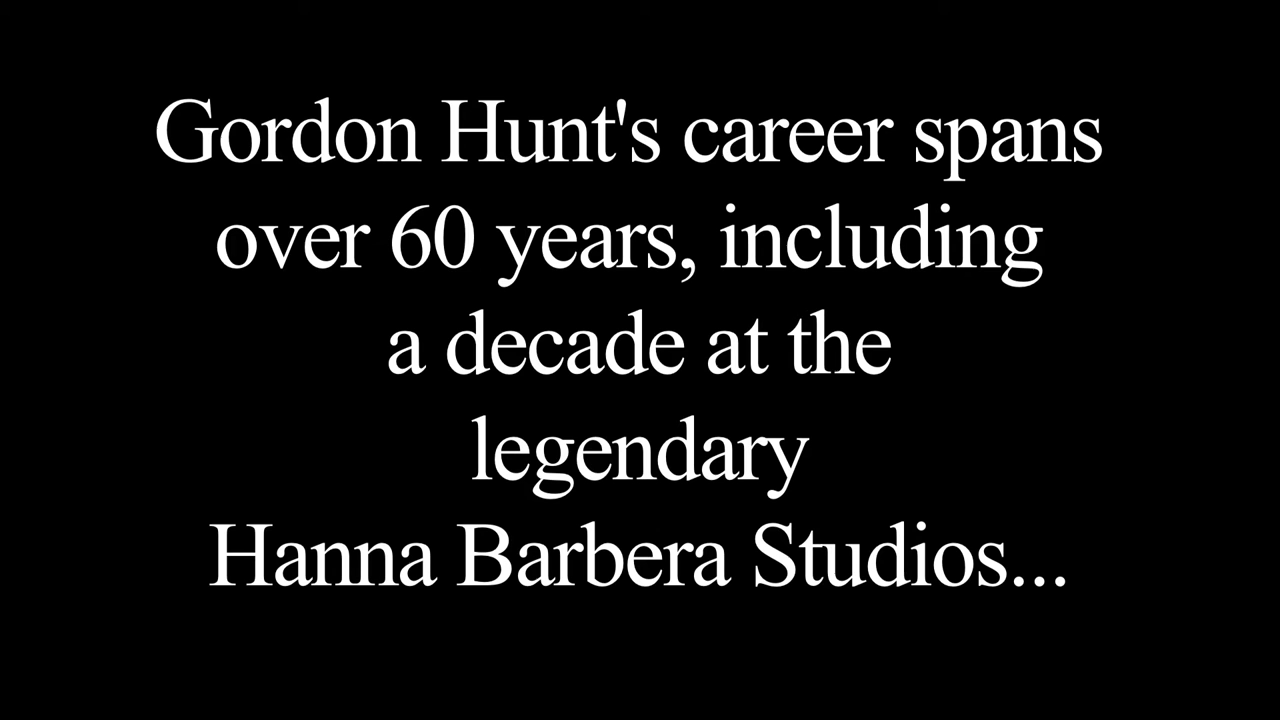 Gordon Hunt's career spans
over 60 years, including
a decade at the
legendary
Hanna Barbera Studios...